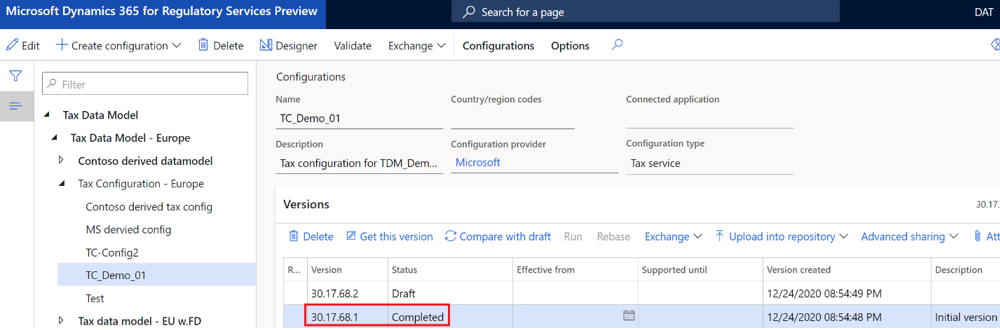 Microsoft Dynamics 365 for Regulatory Services Preview
Search for a page
DAT
Edit
Create configuration
Delete
Designer
Validate
Exchange
Configurations
Options
Filter
Tax Data Model
Tax Data Model - Europe
Contoso derived datamodel
Tax Configuration - Europe
Contoso derived tax config
MS dervied config
TC-Config2
TC_Demo_01
Test
Tax data model - EU w.FD
Configurations
Name
Country/region codes
Connected application
TC_Demo_01
Description
Configuration provider
Configuration type
Tax configuration for TDM_Dem...
Microsoft
Tax service
Versions
30.17.
Delete
Get this version
Compare with draft
Run
Rebase
Exchange
Upload into repository
Advanced sharing
Att
R... Version Status Effective from Supported until Version created Description
30.17.68.2 Draft 12/24/2020 08:54:49 PM
30.17.68.1 Completed 12/24/2020 08:54:48 PM Initial version